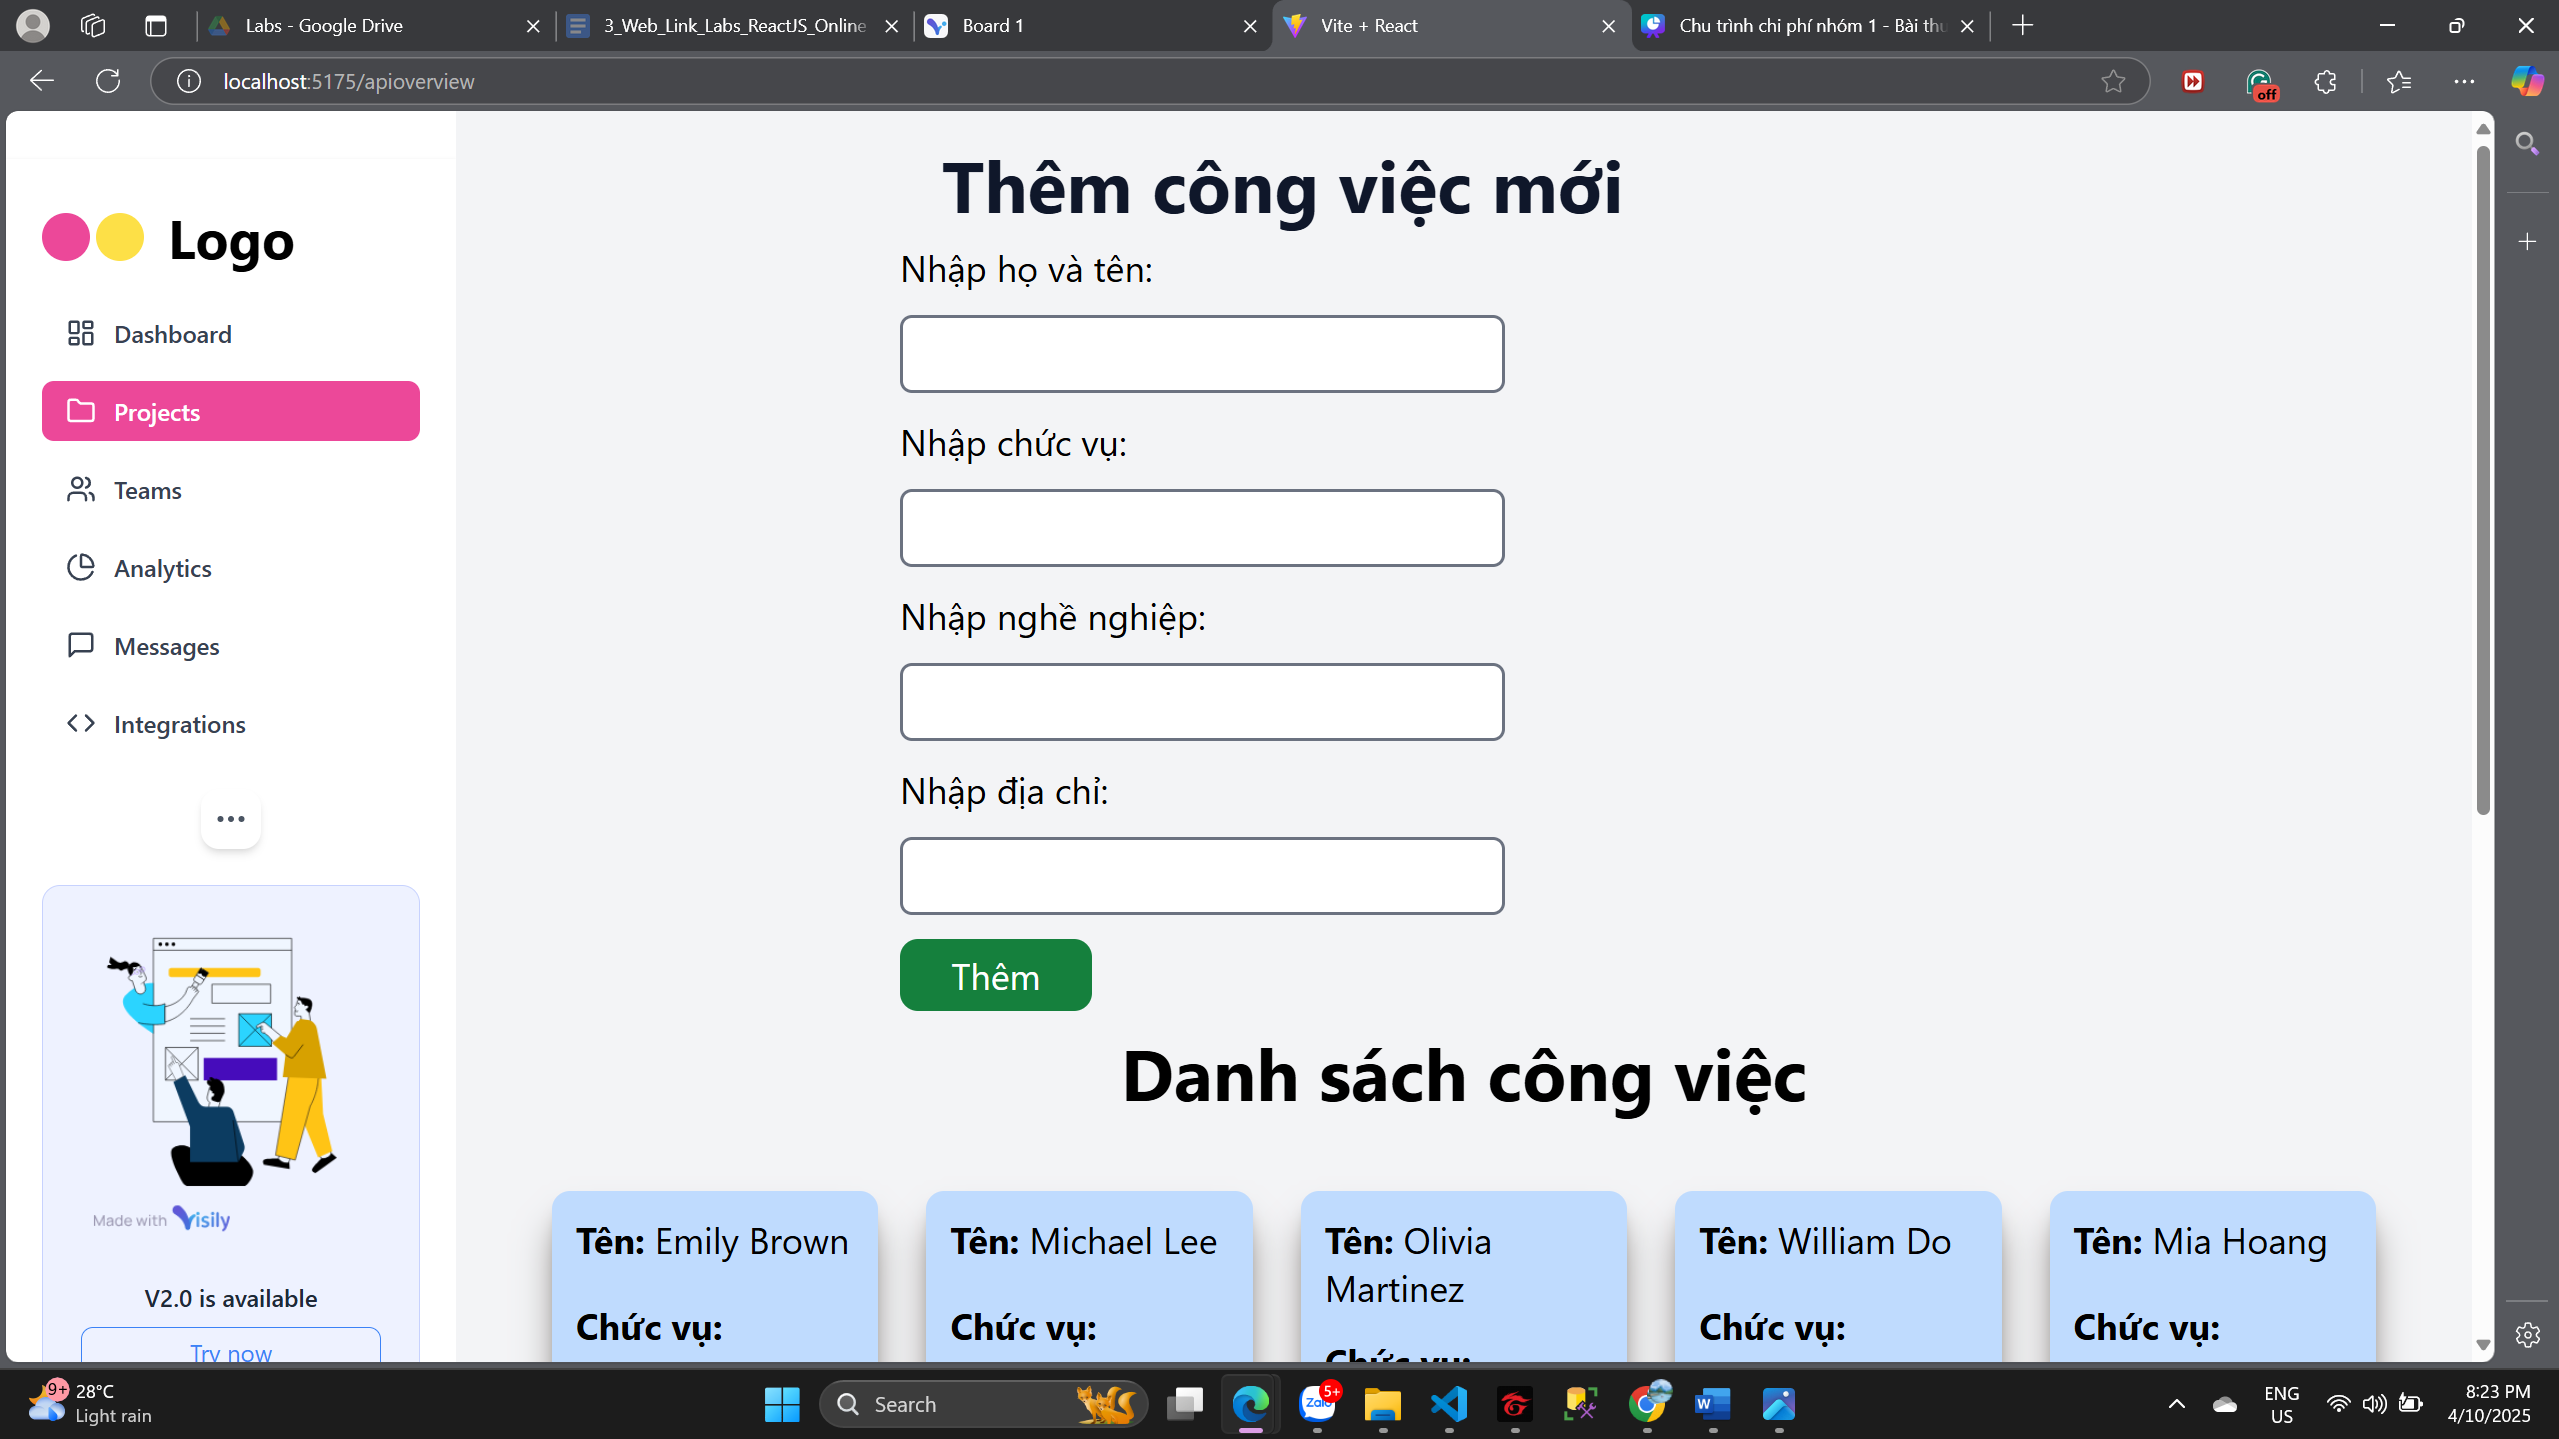 Labs - Google Drive
3_Web_Link_Labs_ReactJS_Online
Board 1
Vite + React
Chu trình chi phí nhóm 1 - Bài thu
localhost:5175/apioverview
off
Logo
Dashboard
Projects
Teams
Analytics
Messages
Integrations
Made with Visily
V2.0 is available
Try now
Thêm công việc mới
Nhập họ và tên:
Nhập chức vụ:
Nhập nghề nghiệp:
Nhập địa chỉ:
Thêm
Danh sách công việc
Tên: Emily Brown
Chức vụ:
Tên: Michael Lee
Chức vụ:
Tên: Olivia
Martinez
Chức vụ:
Tên: William Do
Chức vụ:
Tên: Mia Hoang
Chức vụ:
9+
28°C
Light rain
Search
Zalo
5+
W
ENG
US
8:23 PM
4/10/2025